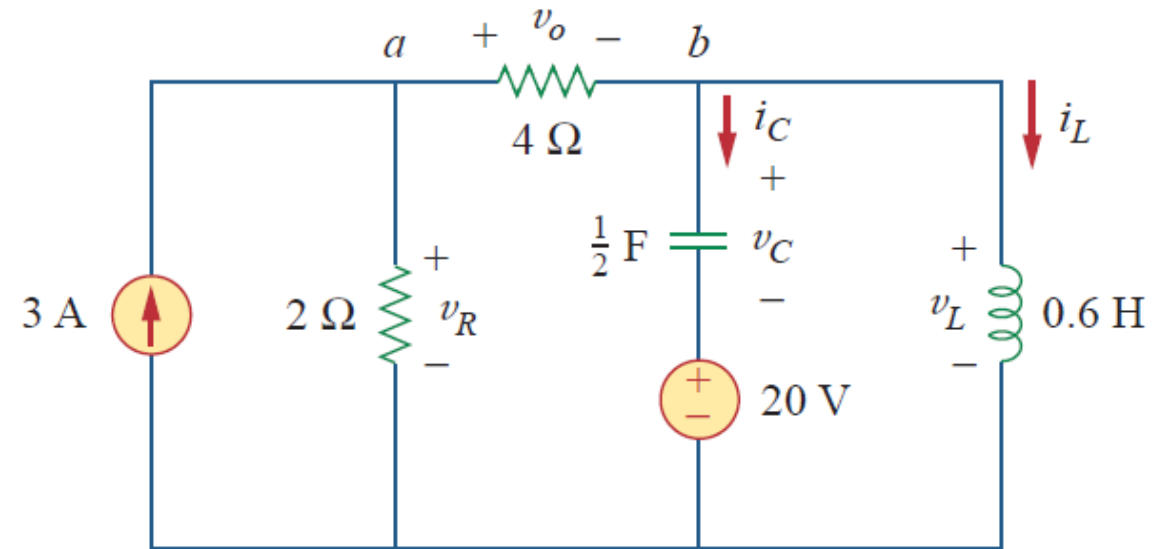 a + v_o − b
4 Ω
i_C
i_L
+
½ F
v_C
−
3 A
2 Ω
+
v_R
−
+
v_L
−
0.6 H
+
−
20 V